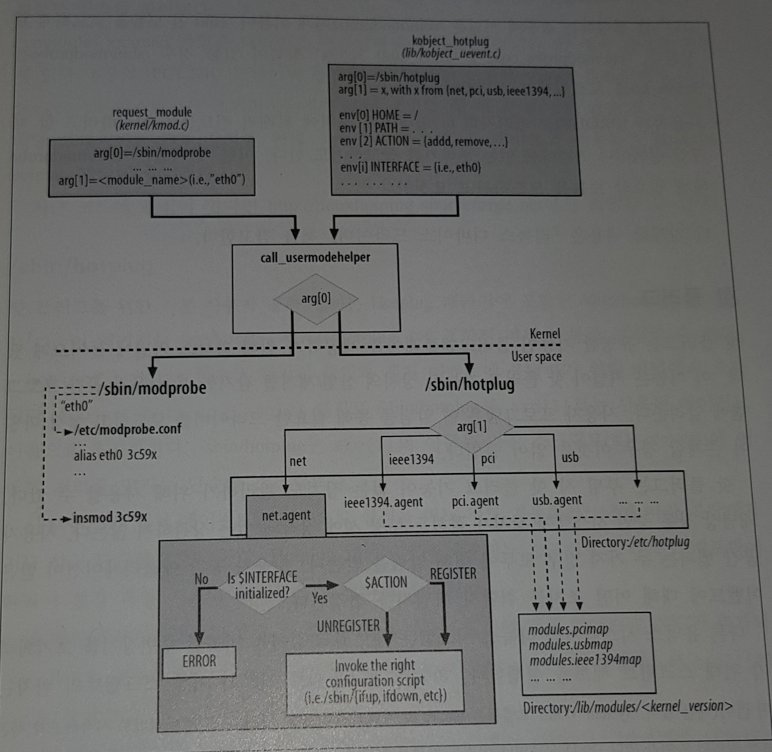 kobject_hotplug
(lib/kobject_uevent.c)
arg[0]=/sbin/hotplug
arg[1] = x, with x from {net, pci, usb, ieee1394, ...}
env[0] HOME = /
env [1] PATH = . . .
env [2] ACTION = {addd, remove,...}
. . .
env[i] INTERFACE = (i.e., eth0)
. . . . . . . . .
request_module
(kernel/kmod.c)
arg[0]=/sbin/modprobe
... ... ...
arg[1]=<module_name>(i.e.,"eth0")
call_usermodehelper
arg[0]
Kernel
User space
/sbin/modprobe
"eth0"
/etc/modprobe.conf
...
alias eth0 3c59x
...
insmod 3c59x
/sbin/hotplug
arg[1]
net
ieee1394
pci
usb
net.agent
ieee1394.agent
pci.agent
usb.agent
... ... ...
Directory:/etc/hotplug
Is $INTERFACE
initialized?
No
Yes
$ACTION
REGISTER
UNREGISTER
ERROR
Invoke the right
configuration script
(i.e./sbin/{ifup, ifdown, etc})
modules.pcimap
modules.usbmap
modules.ieee1394map
... ... ...
Directory:/lib/modules/<kernel_version>